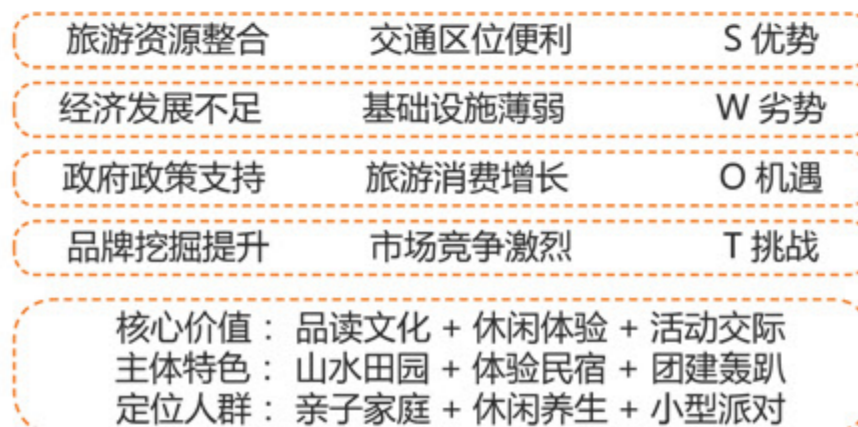 旅游资源整合 交通区位便利 S 优势
经济发展不足 基础设施薄弱 W 劣势
政府政策支持 旅游消费增长 O 机遇
品牌挖掘提升 市场竞争激烈 T 挑战
核心价值：品读文化 + 休闲体验 + 活动交际
主体特色：山水田园 + 体验民宿 + 团建轰趴
定位人群：亲子家庭 + 休闲养生 + 小型派对